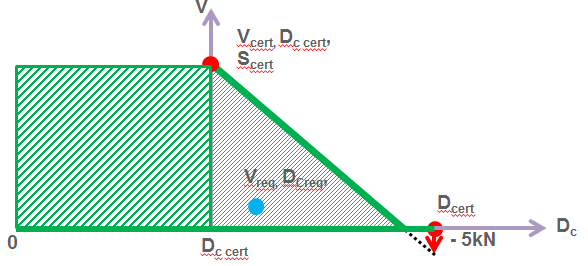 V
Vcert, Dc cert,
Scert
Vreq, DCreq,
Dcert
Dc
- 5kN
0
Dc cert